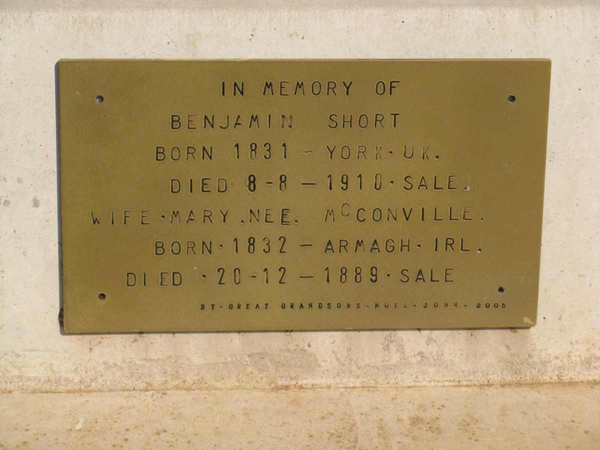 IN MEMORY OF
BENJAMIN SHORT
BORN 1831 - YORK·UK.
DIED 8-8 - 1910·SALE.
WIFE·MARY.NEE. McCONVILLE.
BORN·1832 - ARMAGH·IRL.
DIED ·20-12 - 1889·SALE
BY-GREAT GRANDSONS-NOEL-JOHN. 2006